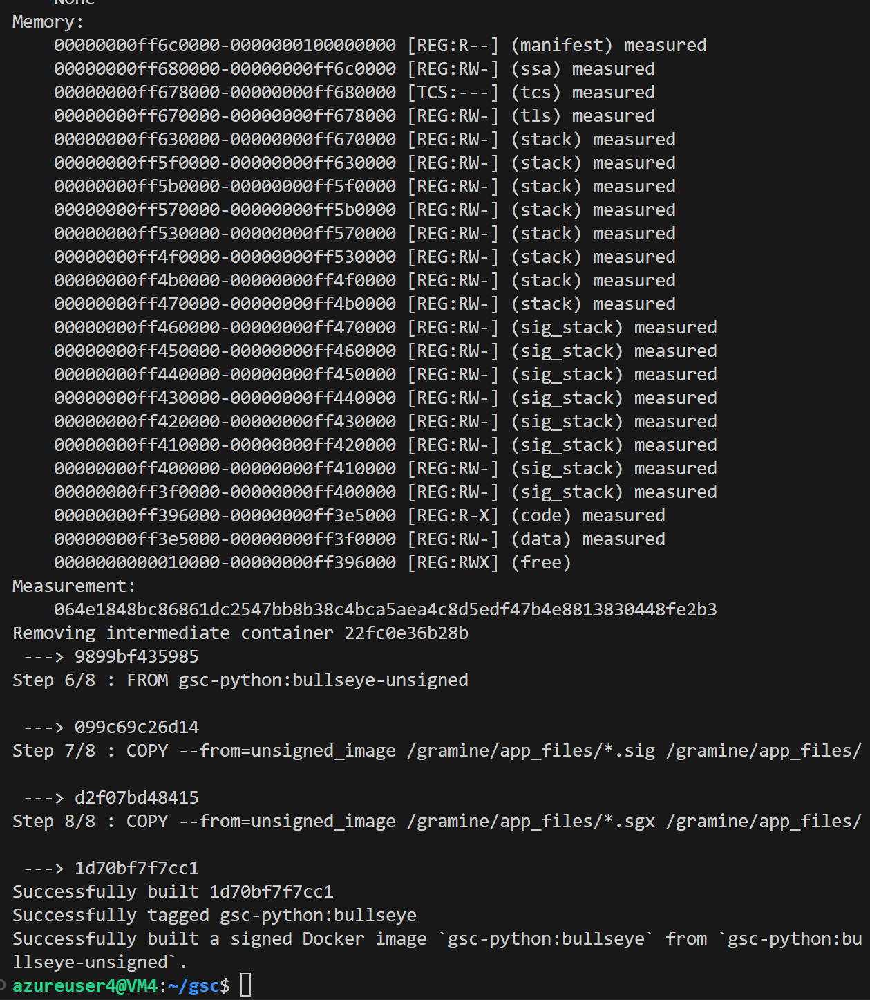 None
Memory:
    00000000ff6c0000-0000000100000000 [REG:R--] (manifest) measured
    00000000ff680000-00000000ff6c0000 [REG:RW-] (ssa) measured
    00000000ff678000-00000000ff680000 [TCS:---] (tcs) measured
    00000000ff670000-00000000ff678000 [REG:RW-] (tls) measured
    00000000ff630000-00000000ff670000 [REG:RW-] (stack) measured
    00000000ff5f0000-00000000ff630000 [REG:RW-] (stack) measured
    00000000ff5b0000-00000000ff5f0000 [REG:RW-] (stack) measured
    00000000ff570000-00000000ff5b0000 [REG:RW-] (stack) measured
    00000000ff530000-00000000ff570000 [REG:RW-] (stack) measured
    00000000ff4f0000-00000000ff530000 [REG:RW-] (stack) measured
    00000000ff4b0000-00000000ff4f0000 [REG:RW-] (stack) measured
    00000000ff470000-00000000ff4b0000 [REG:RW-] (stack) measured
    00000000ff460000-00000000ff470000 [REG:RW-] (sig_stack) measured
    00000000ff450000-00000000ff460000 [REG:RW-] (sig_stack) measured
    00000000ff440000-00000000ff450000 [REG:RW-] (sig_stack) measured
    00000000ff430000-00000000ff440000 [REG:RW-] (sig_stack) measured
    00000000ff420000-00000000ff430000 [REG:RW-] (sig_stack) measured
    00000000ff410000-00000000ff420000 [REG:RW-] (sig_stack) measured
    00000000ff400000-00000000ff410000 [REG:RW-] (sig_stack) measured
    00000000ff3f0000-00000000ff400000 [REG:RW-] (sig_stack) measured
    00000000ff396000-00000000ff3e5000 [REG:R-X] (code) measured
    00000000ff3e5000-00000000ff3f0000 [REG:RW-] (data) measured
    0000000000010000-00000000ff396000 [REG:RWX] (free)
Measurement:
    064e1848bc86861dc2547bb8b38c4bca5aea4c8d5edf47b4e8813830448fe2b3
Removing intermediate container 22fc0e36b28b
 ---> 9899bf435985
Step 6/8 : FROM gsc-python:bullseye-unsigned
 ---> 099c69c26d14
Step 7/8 : COPY --from=unsigned_image /gramine/app_files/*.sig /gramine/app_files/
 ---> d2f07bd48415
Step 8/8 : COPY --from=unsigned_image /gramine/app_files/*.sgx /gramine/app_files/
 ---> 1d70bf7f7cc1
Successfully built 1d70bf7f7cc1
Successfully tagged gsc-python:bullseye
Successfully built a signed Docker image `gsc-python:bullseye` from `gsc-python:bu
llseye-unsigned`.
azureuser4@VM4:~/gsc$